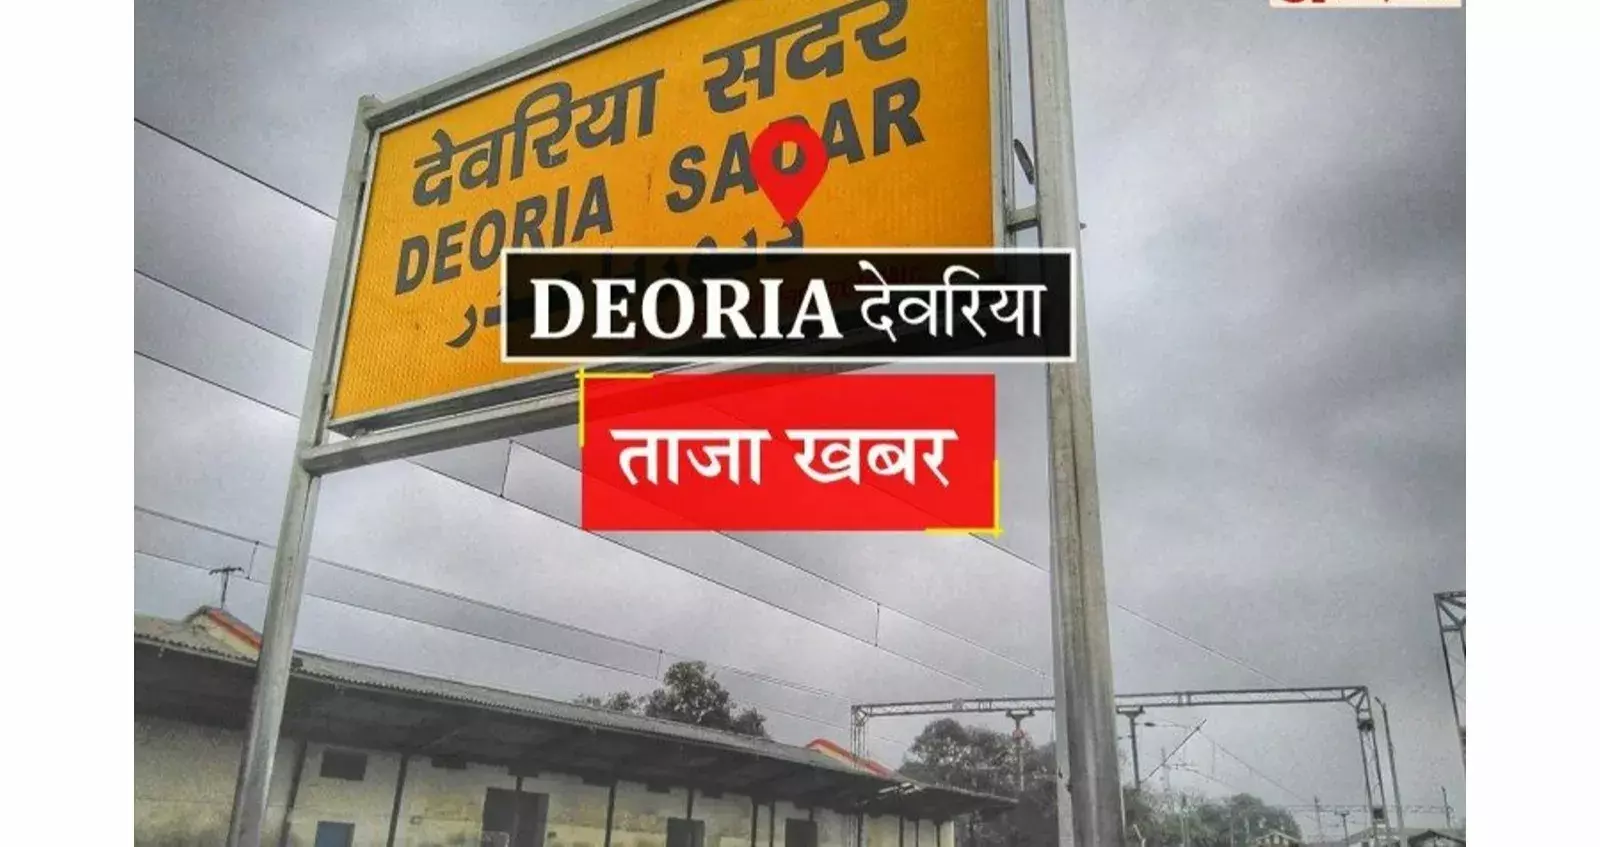 देवरिया सदर
DEORIA SADAR
DEORIA देवरिया
ताजा खबर